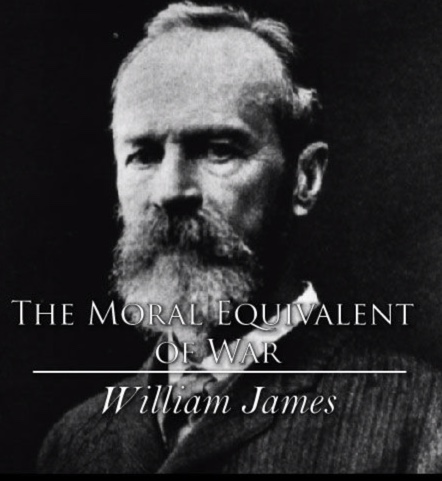 The Moral Equivalent
of War
William James